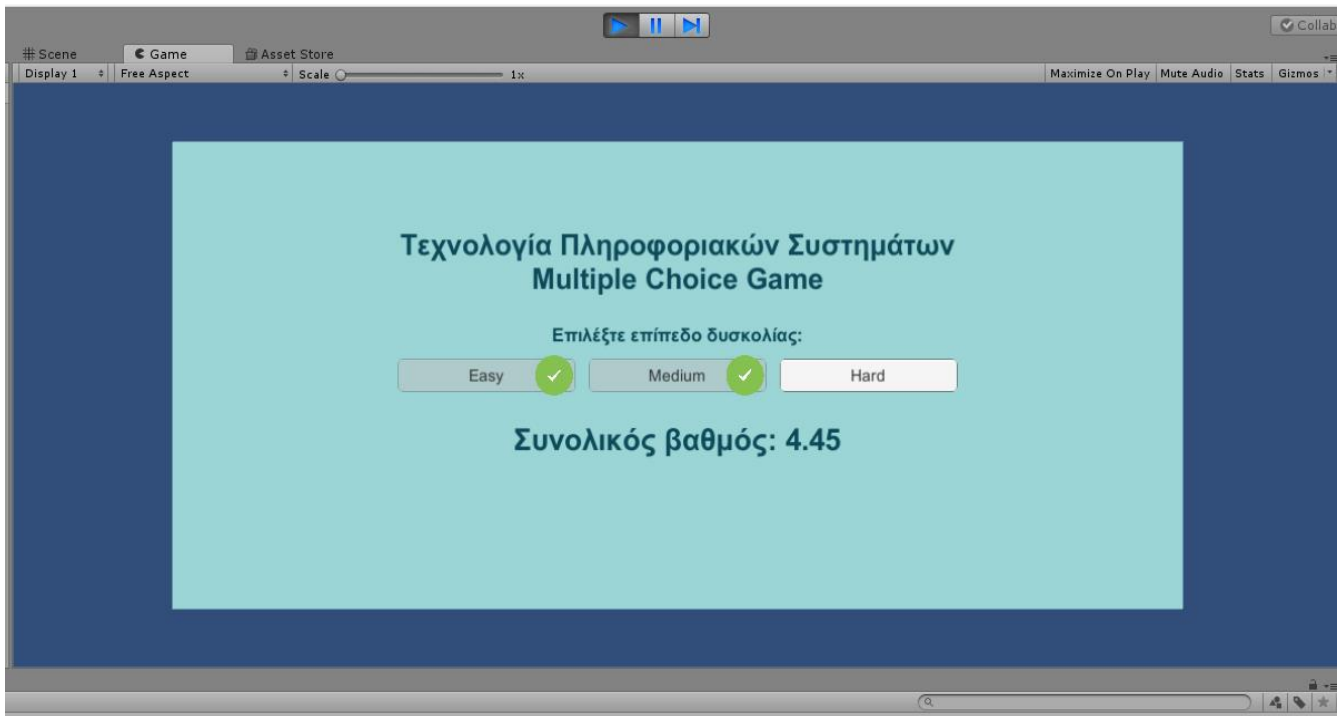 Collab
Scene
Game
Asset Store
Display 1
Free Aspect
Scale
1x
Maximize On Play
Mute Audio
Stats
Gizmos
Τεχνολογία Πληροφοριακών Συστημάτων
Multiple Choice Game
Επιλέξτε επίπεδο δυσκολίας:
Easy
Medium
Hard
Συνολικός βαθμός: 4.45